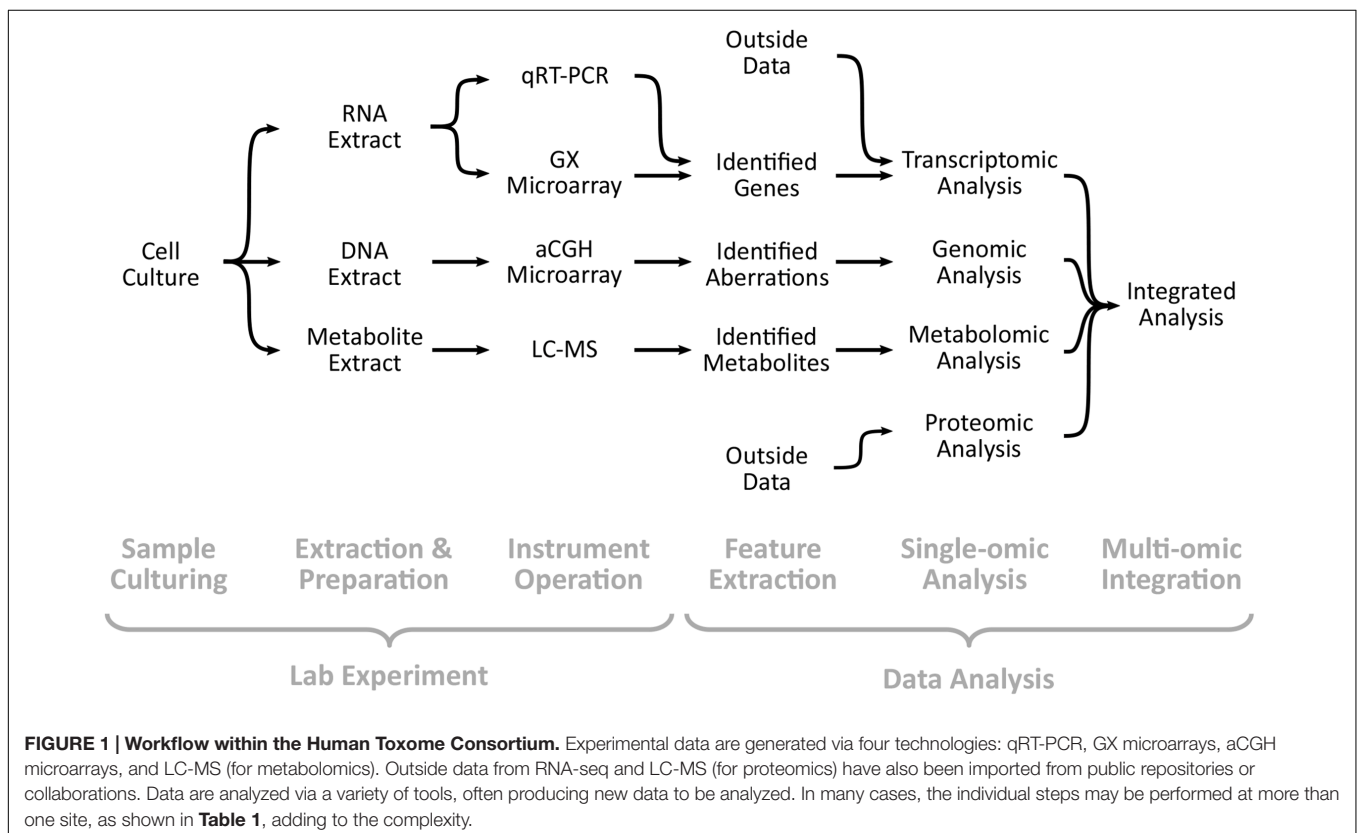 Outside
Data
qRT-PCR
RNA
Extract
GX
Microarray
Identified
Genes
Transcriptomic
Analysis
Cell
Culture
DNA
Extract
aCGH
Microarray
Identified
Aberrations
Genomic
Analysis
Integrated
Analysis
Metabolite
Extract
LC-MS
Identified
Metabolites
Metabolomic
Analysis
Outside
Data
Proteomic
Analysis
Sample
Culturing
Extraction &
Preparation
Instrument
Operation
Feature
Extraction
Single-omic
Analysis
Multi-omic
Integration
Lab Experiment
Data Analysis
FIGURE 1 | Workflow within the Human Toxome Consortium. Experimental data are generated via four technologies: qRT-PCR, GX microarrays, aCGH
microarrays, and LC-MS (for metabolomics). Outside data from RNA-seq and LC-MS (for proteomics) have also been imported from public repositories or
collaborations. Data are analyzed via a variety of tools, often producing new data to be analyzed. In many cases, the individual steps may be performed at more than
one site, as shown in Table 1, adding to the complexity.